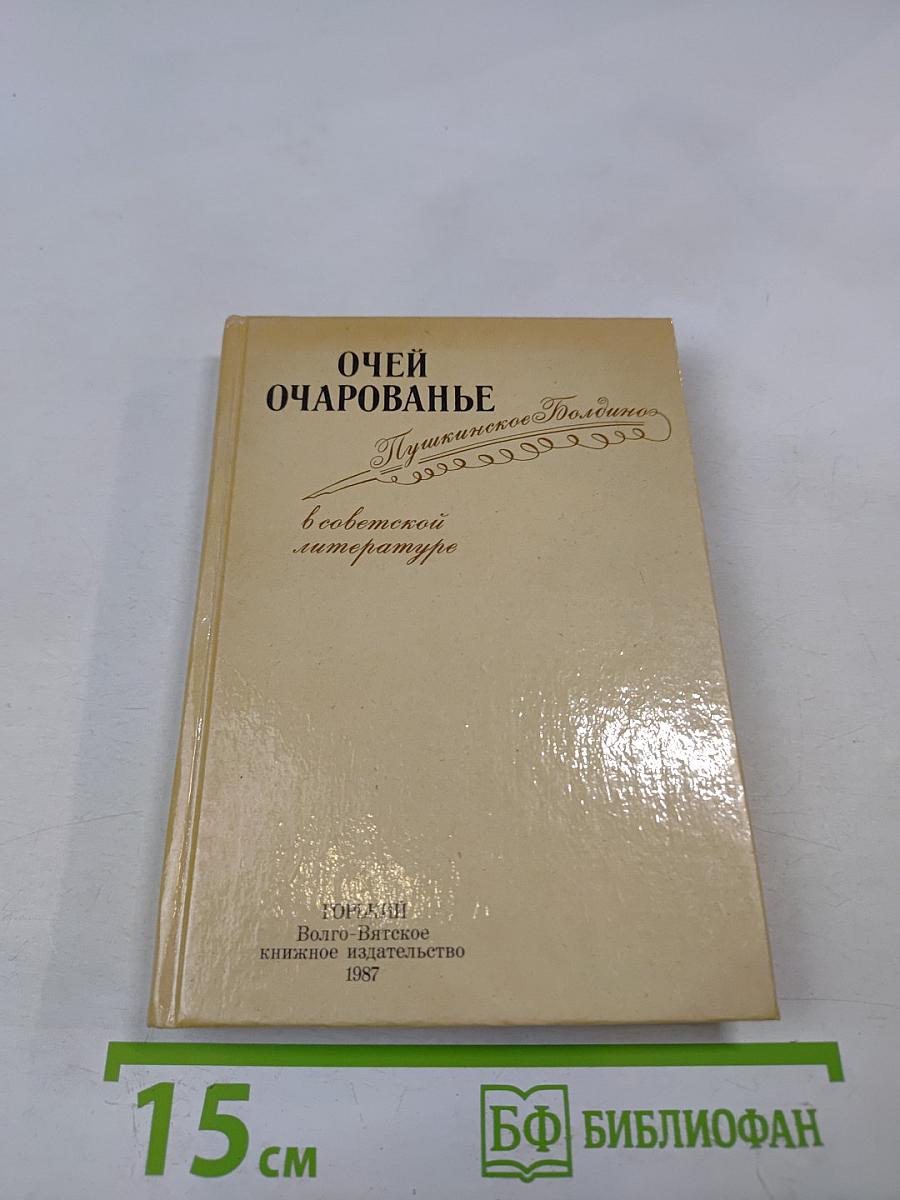 ОЧЕЙ
ОЧАРОВАНЬЕ
Пушкинское Болдино
в советской
литературе
ГОРЬКИЙ
Волго-Вятское
книжное издательство
1987
15 см
БФ БИБЛИОФАН